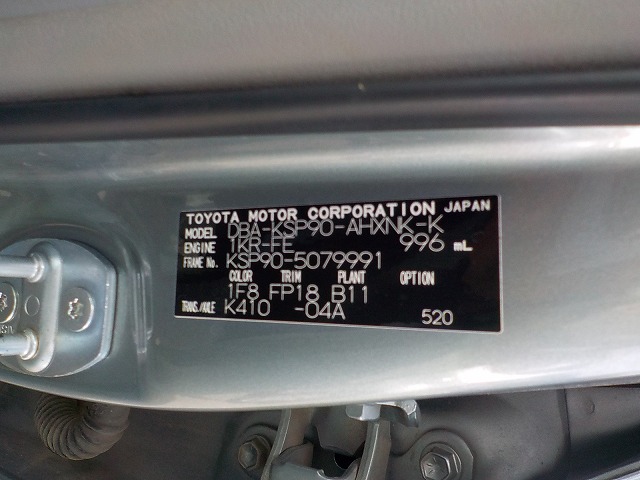 TOYOTA MOTOR CORPORATION JAPAN
MODEL DBA-KSP90-AHXNK-K
ENGINE 1KR-FE 996 mL
FRAME No. KSP90-5079991
COLOR TRIM PLANT OPTION
1F8 FP18 B11
TRANS./AXLE K410 -04A 520